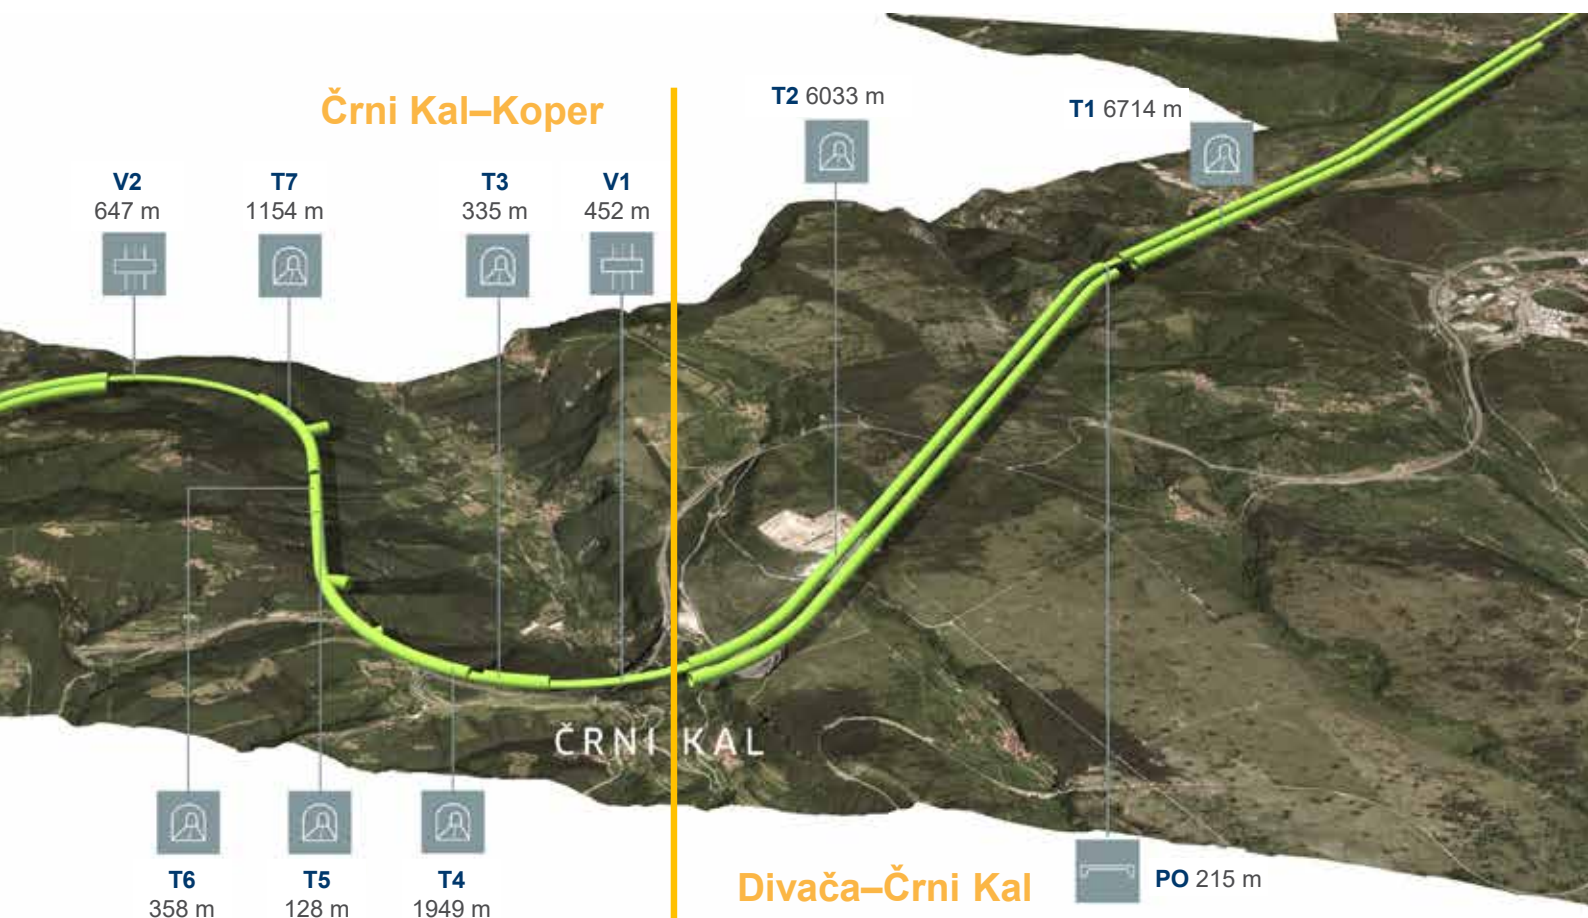 Črni Kal–Koper
T2 6033 m
T1 6714 m
V2
647 m
T7
1154 m
T3
335 m
V1
452 m
ČRNI KAL
T6
358 m
T5
128 m
T4
1949 m
Divača–Črni Kal
PO 215 m